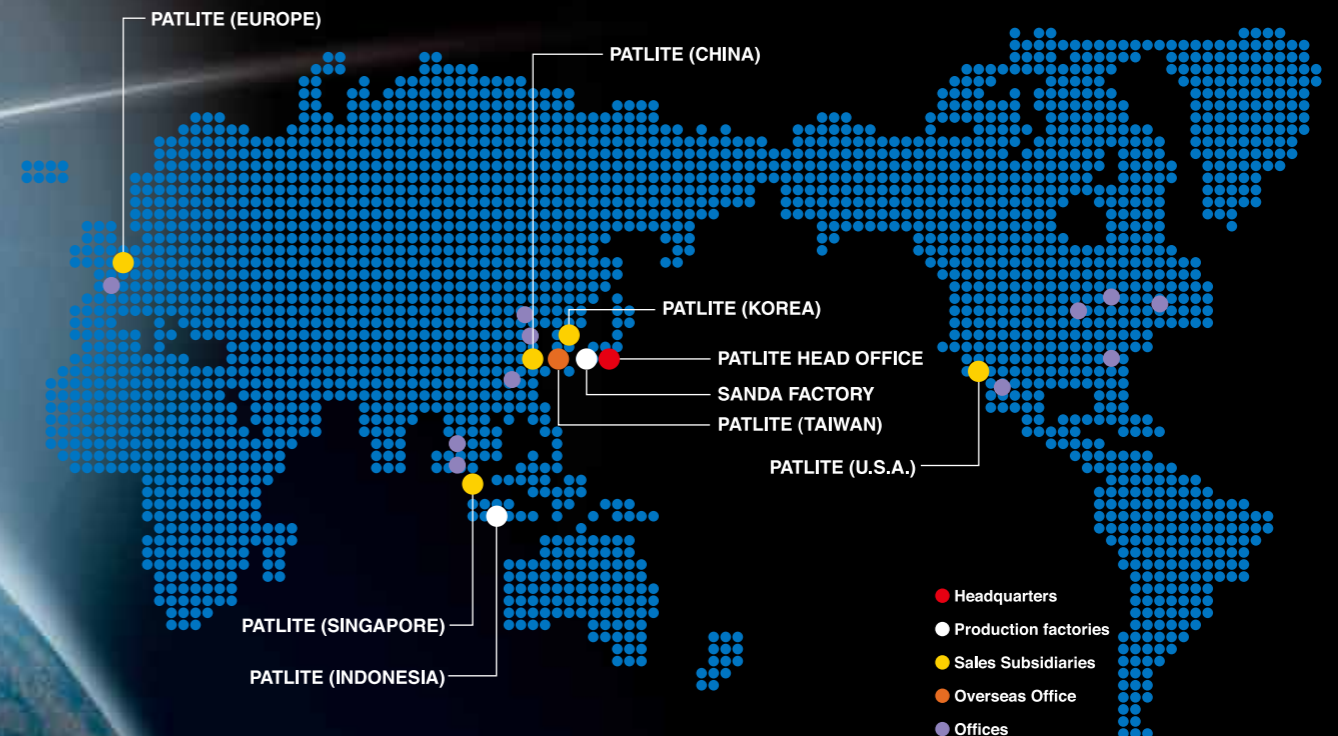 PATLITE (EUROPE)
PATLITE (CHINA)
PATLITE (KOREA)
PATLITE HEAD OFFICE
SANDA FACTORY
PATLITE (TAIWAN)
PATLITE (U.S.A.)
PATLITE (SINGAPORE)
PATLITE (INDONESIA)
Headquarters
Production factories
Sales Subsidiaries
Overseas Office
Offices